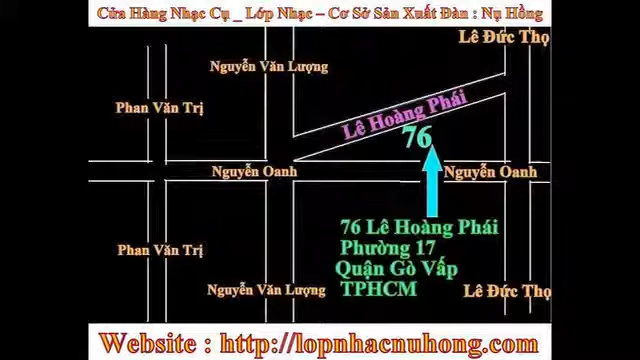 Cửa Hàng Nhạc Cụ _ Lớp Nhạc – Cơ Sở Sản Xuất Đàn : Nụ Hồng
Lê Đức Thọ
Nguyễn Văn Lượng
Phan Văn Trị
Lê Hoàng Phái
76
Nguyễn Oanh
Nguyễn Oanh
76 Lê Hoàng Phái
Phường 17
Phan Văn Trị
Quận Gò Vấp
Nguyễn Văn Lượng
TPHCM
Lê Đức Thọ
Website : http://lopnhacnuhong.com